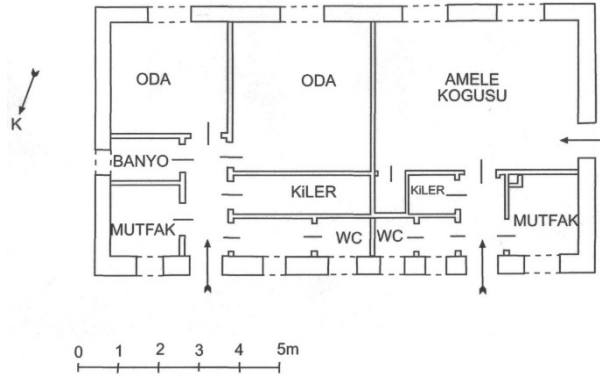 ODA
ODA
AMELE
KOGUSU
K
BANYO
KiLER
KiLER
MUTFAK
WC
WC
MUTFAK
0 1 2 3 4 5m